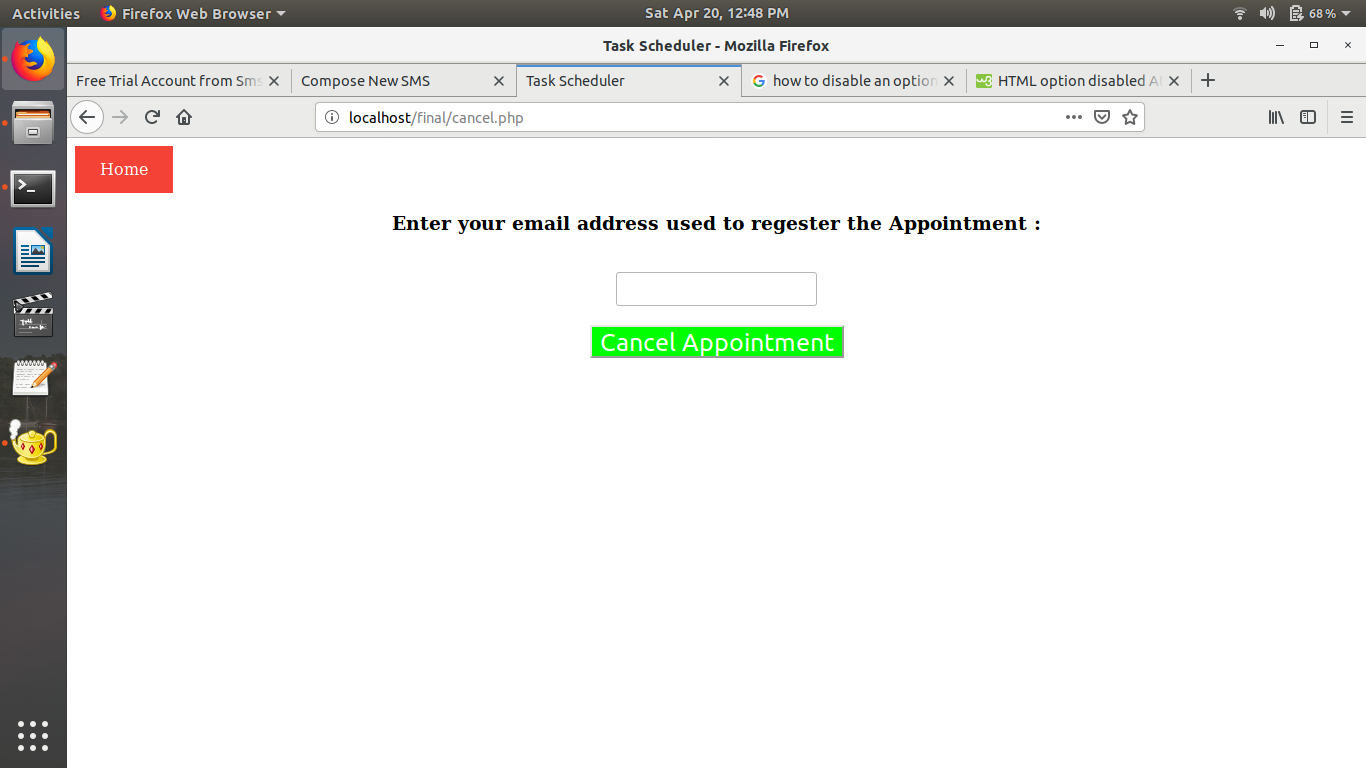 Activities Firefox Web Browser Sat Apr 20, 12:48 PM 68%
Task Scheduler - Mozilla Firefox
Free Trial Account from Sms Compose New SMS Task Scheduler how to disable an option HTML option disabled
localhost/final/cancel.php
Home
Enter your email address used to regester the Appointment :
Cancel Appointment